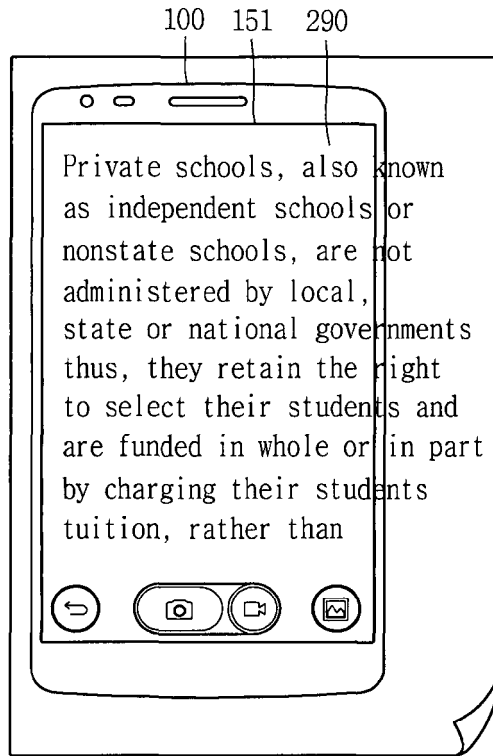 100 151 290
Private schools, also known
as independent schools or
nonstate schools, are not
administered by local,
state or national governments
thus, they retain the right
to select their students and
are funded in whole or in part
by charging their students
tuition, rather than